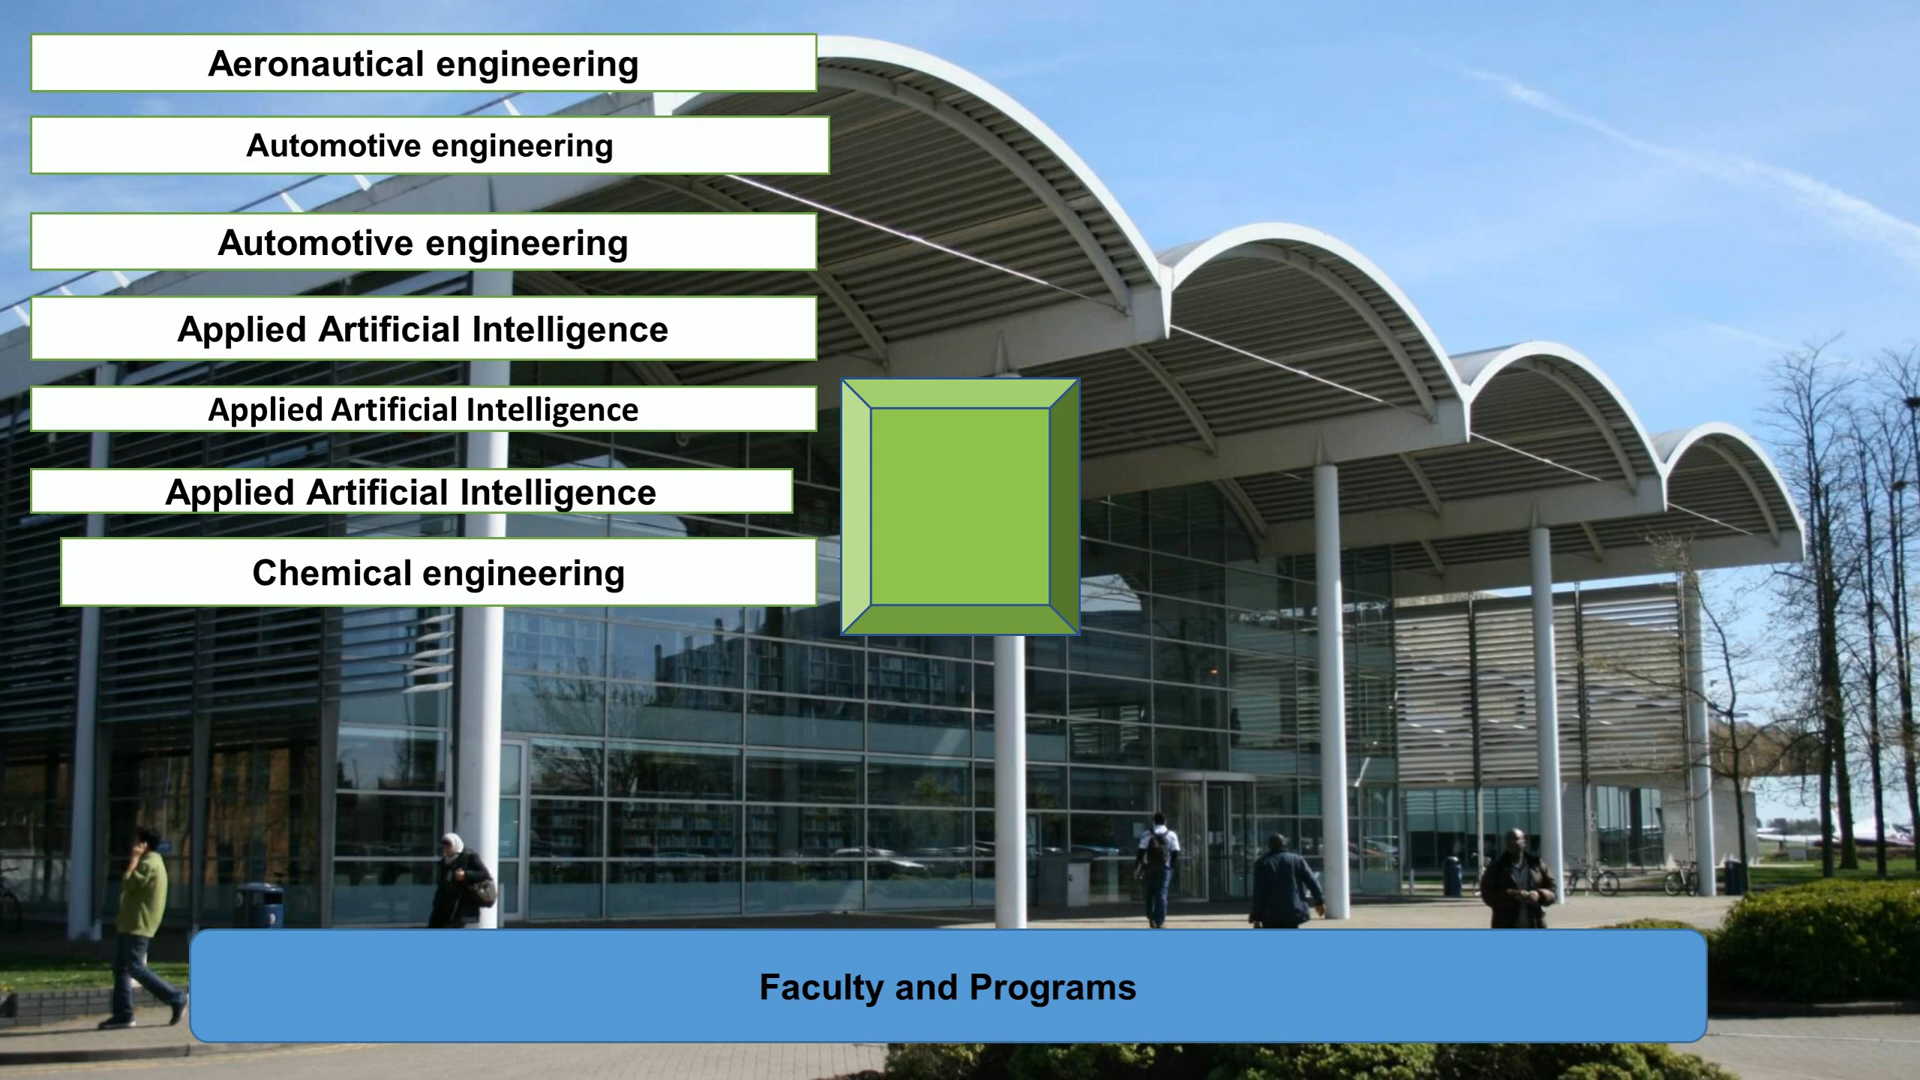 Aeronautical engineering
Automotive engineering
Automotive engineering
Applied Artificial Intelligence
Applied Artificial Intelligence
Applied Artificial Intelligence
Chemical engineering
Faculty and Programs